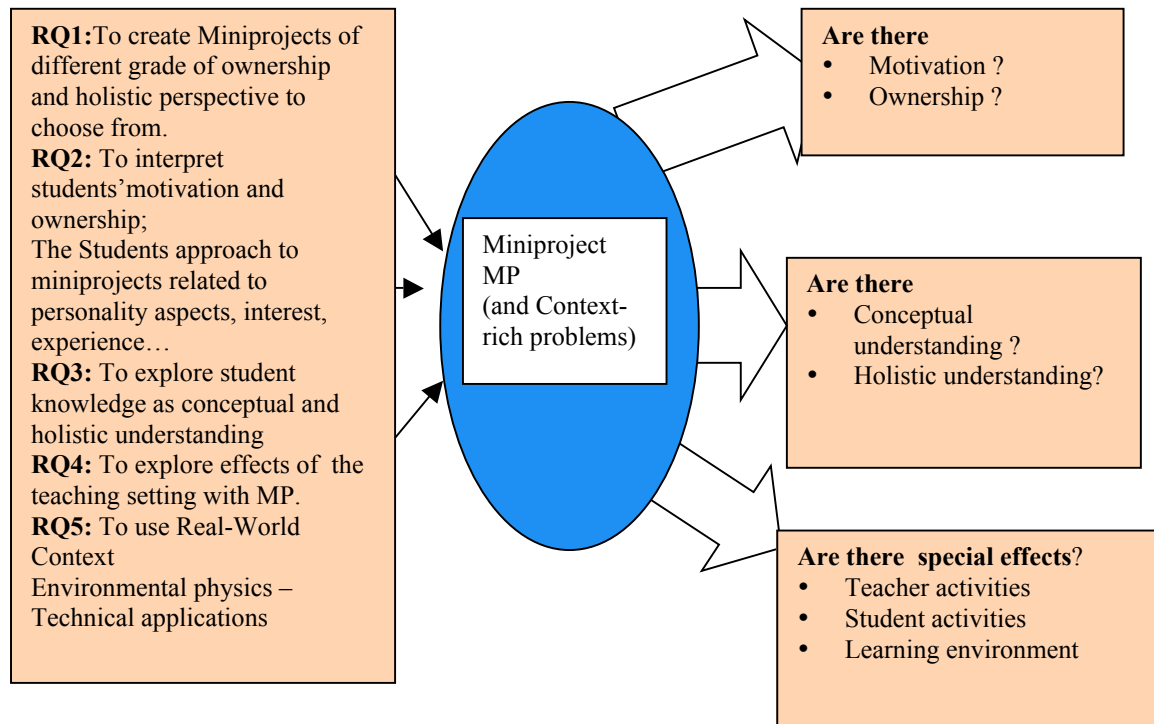 RQ1:To create Miniprojects of
different grade of ownership
and holistic perspective to
choose from.
RQ2: To interpret
students’motivation and
ownership;
The Students approach to
miniprojects related to
personality aspects, interest,
experience…
RQ3: To explore student
knowledge as conceptual and
holistic understanding
RQ4: To explore effects of the
teaching setting with MP.
RQ5: To use Real-World
Context
Environmental physics –
Technical applications
Miniproject
MP
(and Context-
rich problems)
Are there
• Motivation ?
• Ownership ?
Are there
• Conceptual
understanding ?
• Holistic understanding?
Are there special effects?
• Teacher activities
• Student activities
• Learning environment